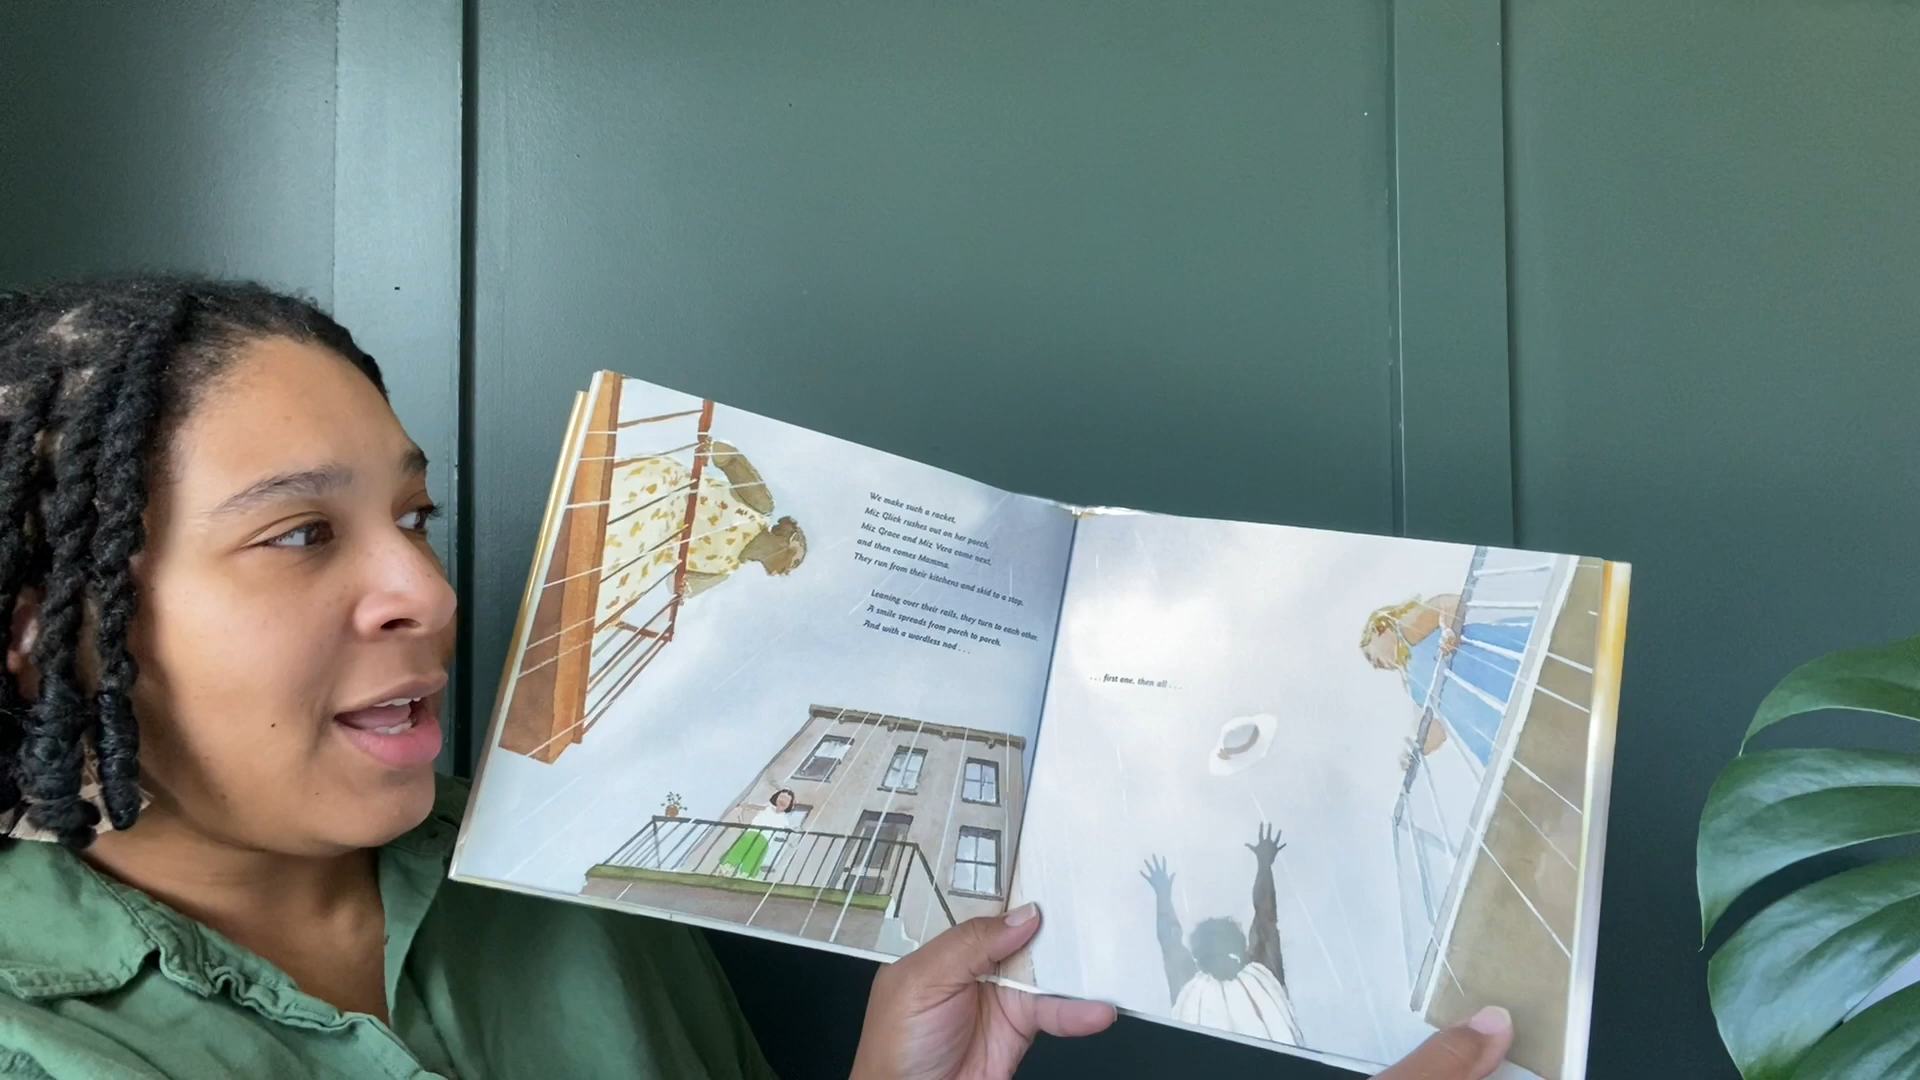 We make such a racket,
Miz Glick rushes out on her porch.
Miz Grace and Miz Vera come next,
and then comes Mamma.
They run from their kitchens and skid to a stop.
Leaning over their rails, they turn to each other.
A smile spreads from porch to porch.
And with a wordless nod . . .
. . . first one, then all . . .